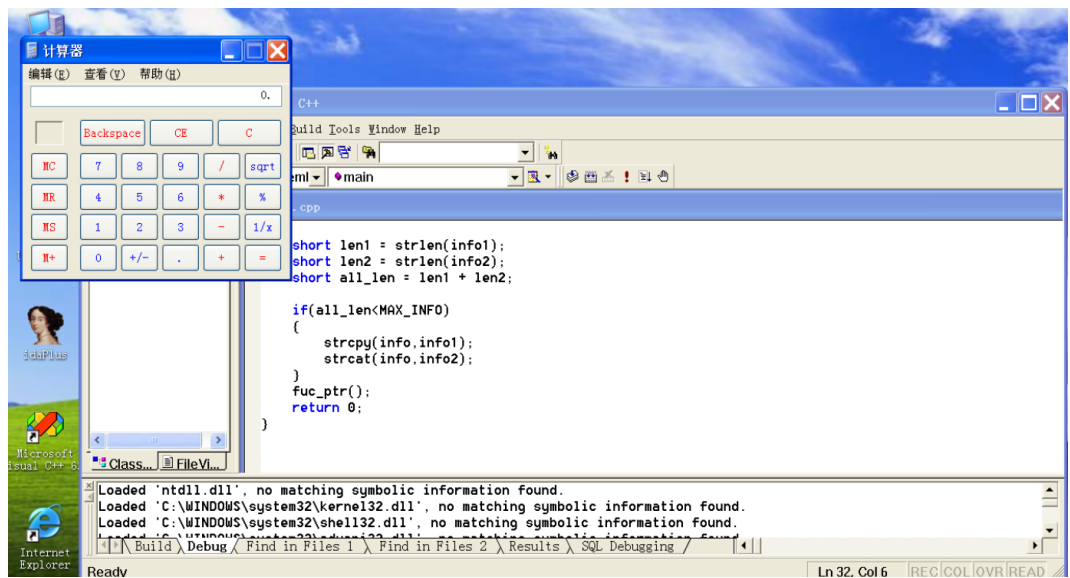 计算器
编辑(E) 查看(V) 帮助(H)
0.
Backspace CE C
MC 7 8 9 / sqrt
MR 4 5 6 * %
MS 1 2 3 - 1/x
M+ 0 +/- . + =
C++
Build Tools Window Help
main
.cpp
short len1 = strlen(info1);
short len2 = strlen(info2);
short all_len = len1 + len2;
if(all_len<MAX_INFO)
{
strcpy(info,info1);
strcat(info,info2);
}
fuc_ptr();
return 0;
}
idaPlus
Microsoft
isual C++ 6.
Internet
Explorer
Class... FileVi...
Loaded 'ntdll.dll', no matching symbolic information found.
Loaded 'C:\WINDOWS\system32\kernel32.dll', no matching symbolic information found.
Loaded 'C:\WINDOWS\system32\shell32.dll', no matching symbolic information found.
Build Debug Find in Files 1 Find in Files 2 Results SQL Debugging
Ready
Ln 32, Col 6 REC COL OVR READ